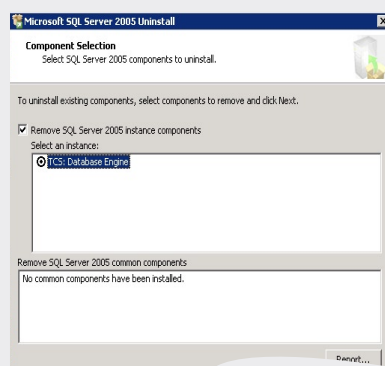 Microsoft SQL Server 2005 Uninstall
Component Selection
Select SQL Server 2005 components to uninstall.
To uninstall existing components, select components to remove and click Next.
Remove SQL Server 2005 instance components
Select an instance:
TCS: Database Engine
Remove SQL Server 2005 common components
No common components have been installed.
Report...